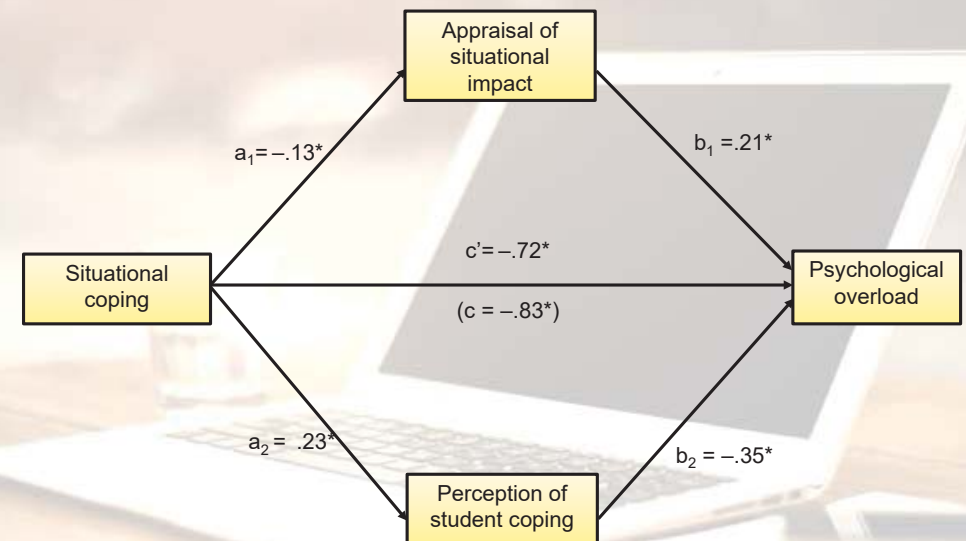 Appraisal of
situational
impact
a₁= –.13*
b₁ =.21*
c’= –.72*
Situational
coping
Psychological
overload
(c = –.83*)
a₂ = .23*
b₂ = –.35*
Perception of
student coping